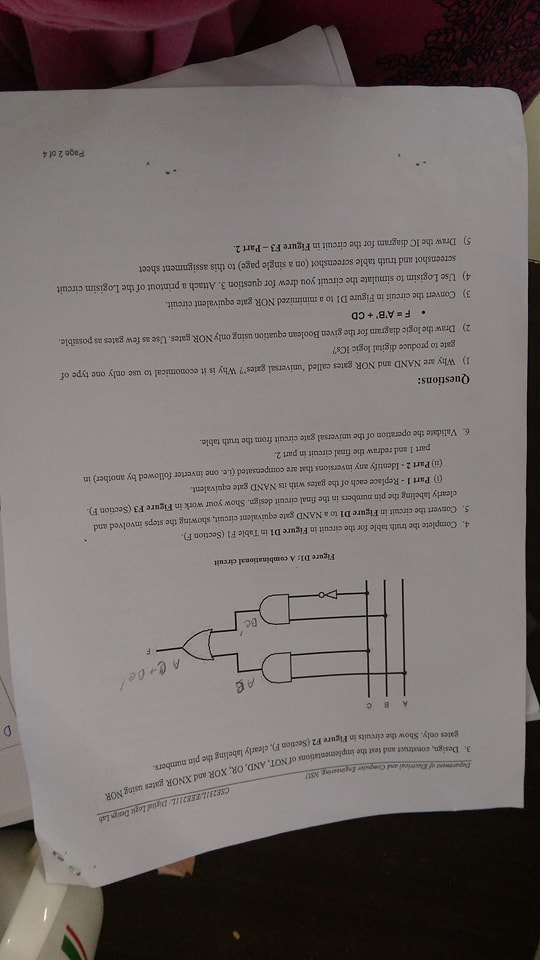 Department of Electrical and Computer Engineering, NSU
CSE231L/EEE211L: Digital Logic Design Lab
3. Design, construct and test the implementations of NOT, AND, OR, XOR and XNOR gates using NOR
gates only. Show the circuits in Figure F2 (Section F), clearly labeling the pin numbers.
A B C
BC'
F
Figure D1: A combinational circuit
4. Complete the truth table for the circuit in Figure D1 in Table F1 (Section F).
5. Convert the circuit in Figure D1 to a NAND gate equivalent circuit, showing the steps involved and
clearly labeling the pin numbers in the final circuit design. Show your work in Figure F3 (Section F).
(i) Part 1 - Replace each of the gates with its NAND gate equivalent.
(ii) Part 2 - Identify any inversions that are compensated (i.e. one inverter followed by another) in
part 1 and redraw the final circuit in part 2.
6. Validate the operation of the universal gate circuit from the truth table.
Questions:
1) Why are NAND and NOR gates called "universal gates"? Why is it economical to use only one type of
gate to produce digital logic ICs?
2) Draw the logic diagram for the given Boolean equation using only NOR gates. Use as few gates as possible.
• F = A'B' + CD
3) Convert the circuit in Figure D1 to a minimized NOR gate equivalent circuit.
4) Use Logisim to simulate the circuit you drew for question 3. Attach a printout of the Logisim circuit
screenshot and truth table screenshot (on a single page) to this assignment sheet
5) Draw the IC diagram for the circuit in Figure F3 – Part 2.
Page 2 of 4
D